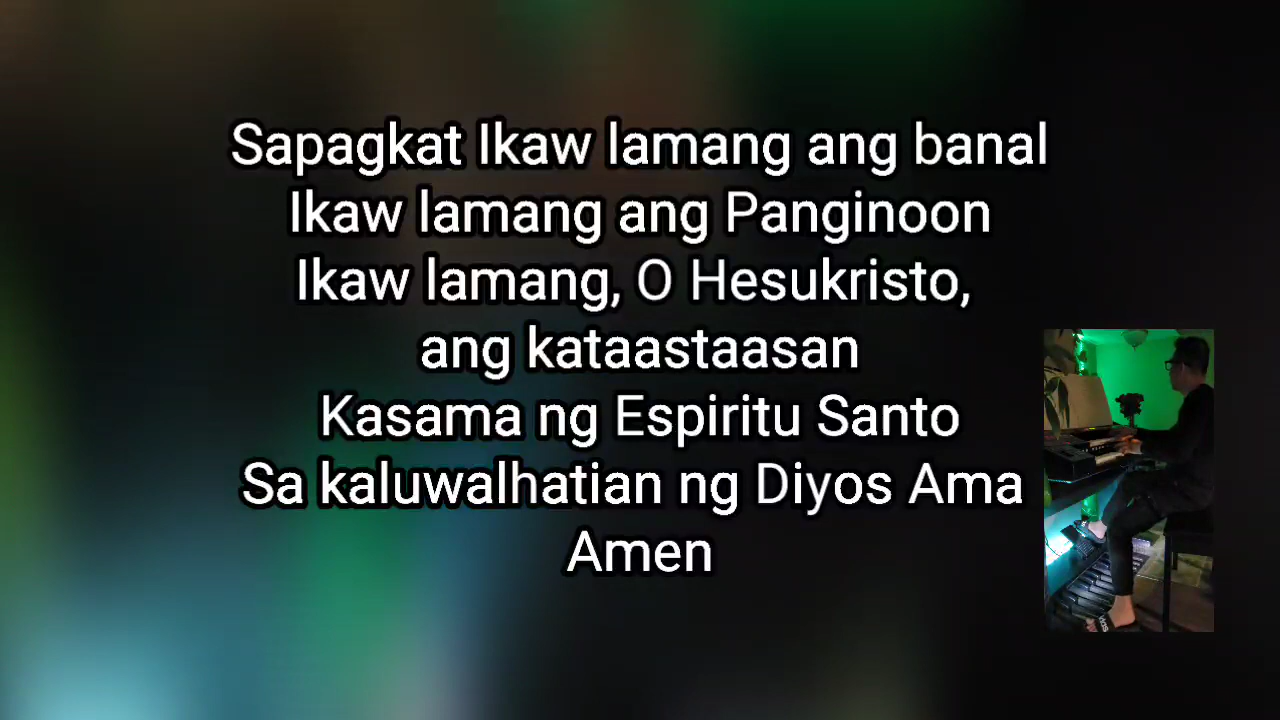 Sapagkat Ikaw lamang ang banal
Ikaw lamang ang Panginoon
Ikaw lamang, O Hesukristo,
ang kataastaasan
Kasama ng Espiritu Santo
Sa kaluwalhatian ng Diyos Ama
Amen